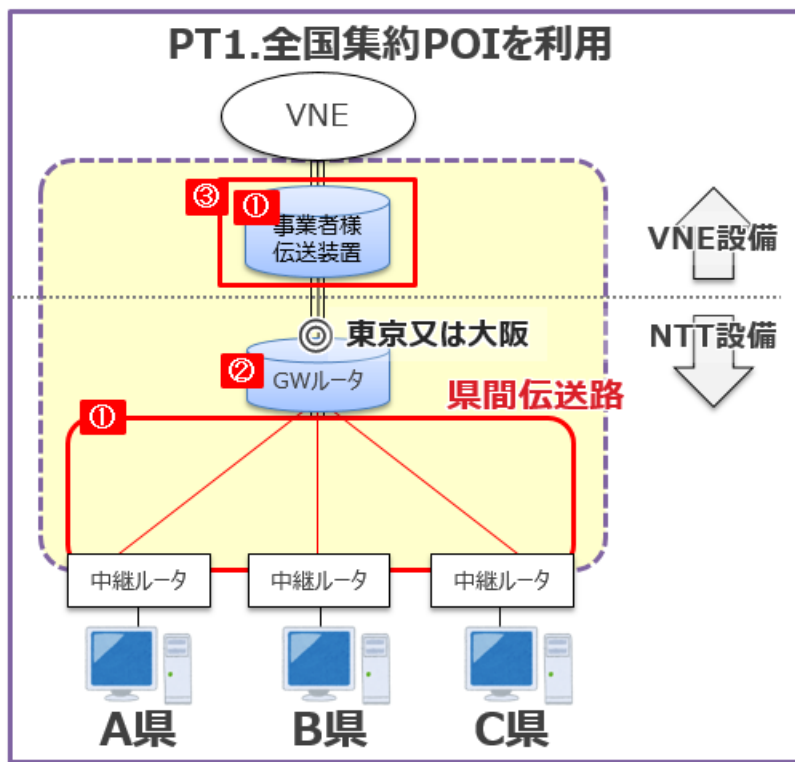 PT1.全国集約POIを利用
VNE
③
①
事業者様
伝送装置
VNE設備
東京又は大阪
NTT設備
②
GWルータ
県間伝送路
①
中継ルータ
中継ルータ
中継ルータ
A県
B県
C県